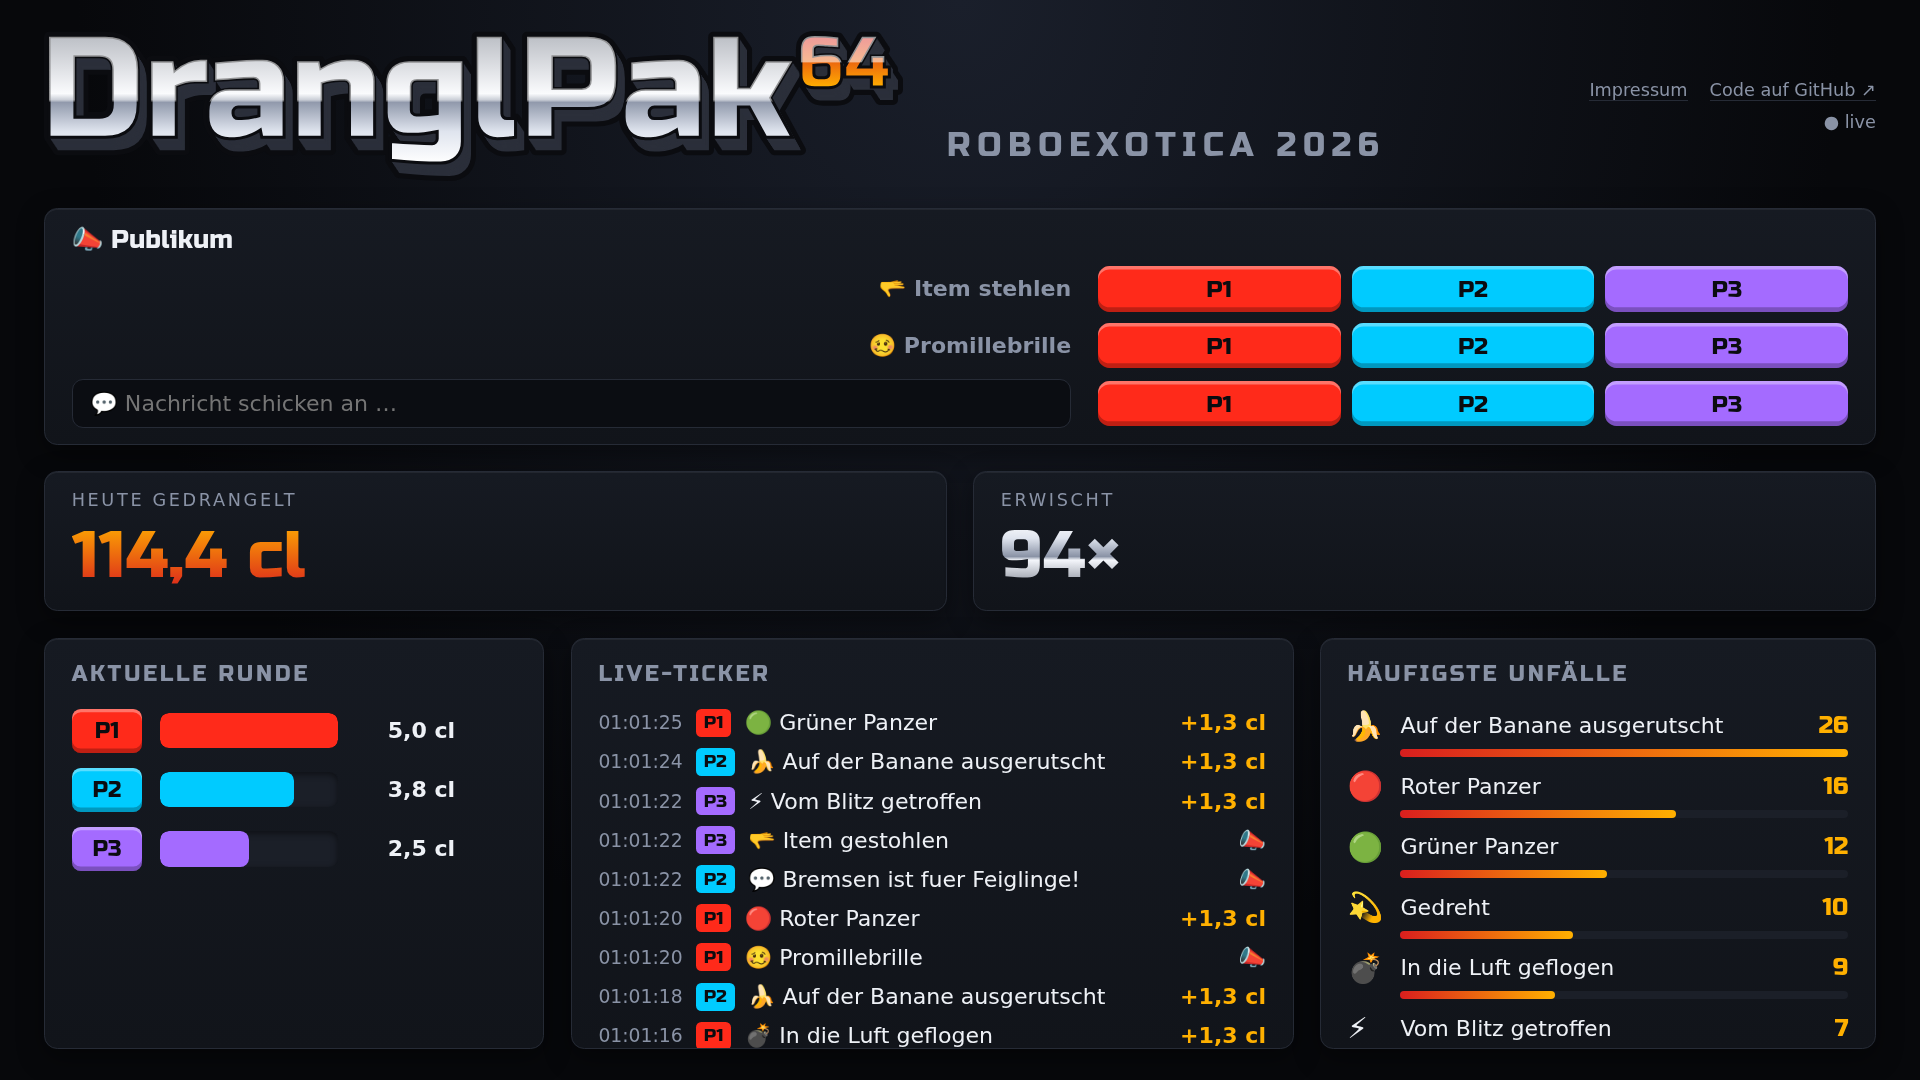 DranglPak64
ROBOEXOTICA 2026
Impressum Code auf GitHub ↗
● live
📣 Publikum
🫳 Item stehlen P1 P2 P3
🥴 Promillebrille P1 P2 P3
💬 Nachricht schicken an … P1 P2 P3
HEUTE GEDRANGELT
114,4 cl
ERWISCHT
94×
AKTUELLE RUNDE
P1 5,0 cl
P2 3,8 cl
P3 2,5 cl
LIVE-TICKER
01:01:25 P1 🟢 Grüner Panzer +1,3 cl
01:01:24 P2 🍌 Auf der Banane ausgerutscht +1,3 cl
01:01:22 P3 ⚡ Vom Blitz getroffen +1,3 cl
01:01:22 P3 🫳 Item gestohlen 📣
01:01:22 P2 💬 Bremsen ist fuer Feiglinge! 📣
01:01:20 P1 🔴 Roter Panzer +1,3 cl
01:01:20 P1 🥴 Promillebrille 📣
01:01:18 P2 🍌 Auf der Banane ausgerutscht +1,3 cl
01:01:16 P1 💣 In die Luft geflogen +1,3 cl
HÄUFIGSTE UNFÄLLE
🍌 Auf der Banane ausgerutscht 26
🔴 Roter Panzer 16
🟢 Grüner Panzer 12
💫 Gedreht 10
💣 In die Luft geflogen 9
⚡ Vom Blitz getroffen 7